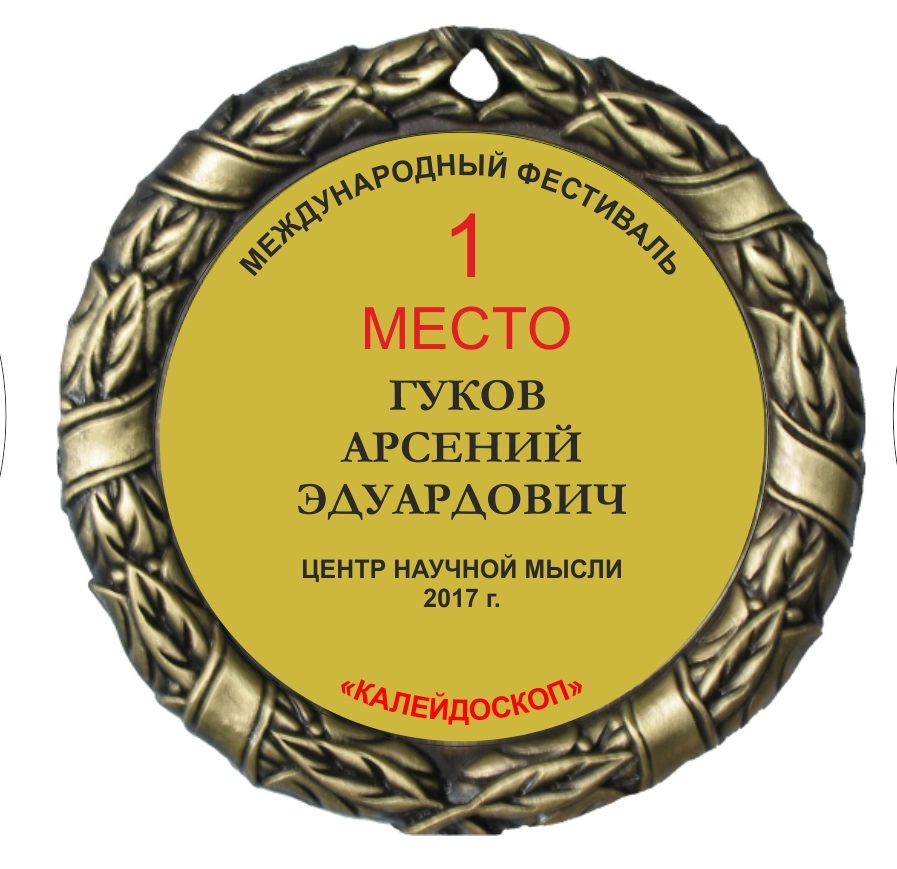 МЕЖДУНАРОДНЫЙ ФЕСТИВАЛЬ
1
МЕСТО
ГУКОВ
АРСЕНИЙ
ЭДУАРДОВИЧ
ЦЕНТР НАУЧНОЙ МЫСЛИ
2017 г.
«КАЛЕЙДОСКОП»